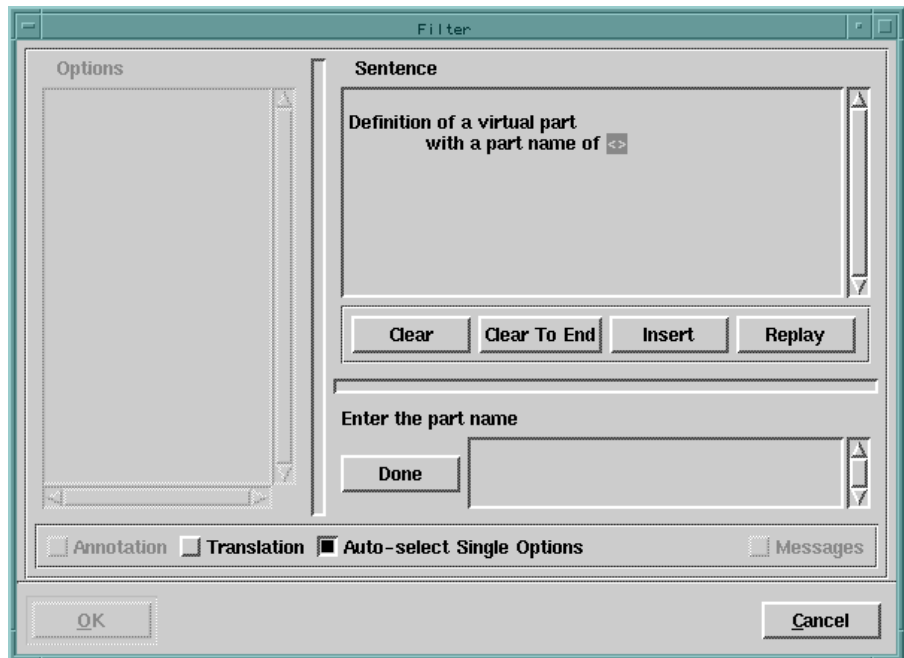 Filter
Options
Sentence
Definition of a virtual part
with a part name of <>
Clear
Clear To End
Insert
Replay
Enter the part name
Done
Annotation
Translation
Auto-select Single Options
Messages
OK
Cancel